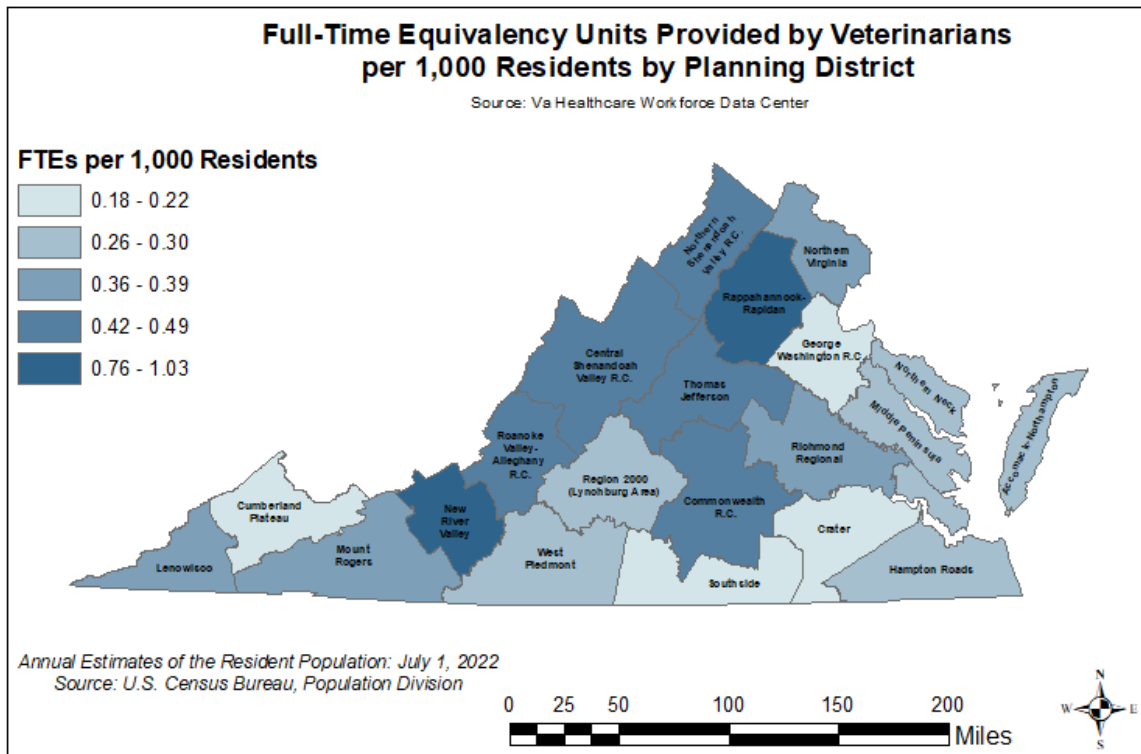 Full-Time Equivalency Units Provided by Veterinarians
per 1,000 Residents by Planning District
Source: Va Healthcare Workforce Data Center
FTEs per 1,000 Residents
0.18 - 0.22
0.26 - 0.30
0.36 - 0.39
0.42 - 0.49
0.76 - 1.03
Northern
Shenandoah
Valley R.C.
Northern
Virginia
Rappahannock-
Rapidan
George
Washington R.C.
Northern Neck
Middle Peninsula
Accomack-Northampton
Central
Shenandoah
Valley R.C.
Thomas
Jefferson
Richmond
Regional
Roanoke
Valley-
Alleghany
R.C.
Region 2000
(Lynchburg Area)
Commonwealth
R.C.
Crater
Cumberland
Plateau
New
River
Valley
Lenowisco
Mount
Rogers
West
Piedmont
Southside
Hampton Roads
Annual Estimates of the Resident Population: July 1, 2022
Source: U.S. Census Bureau, Population Division
0 25 50 100 150 200
Miles
N
W E
S